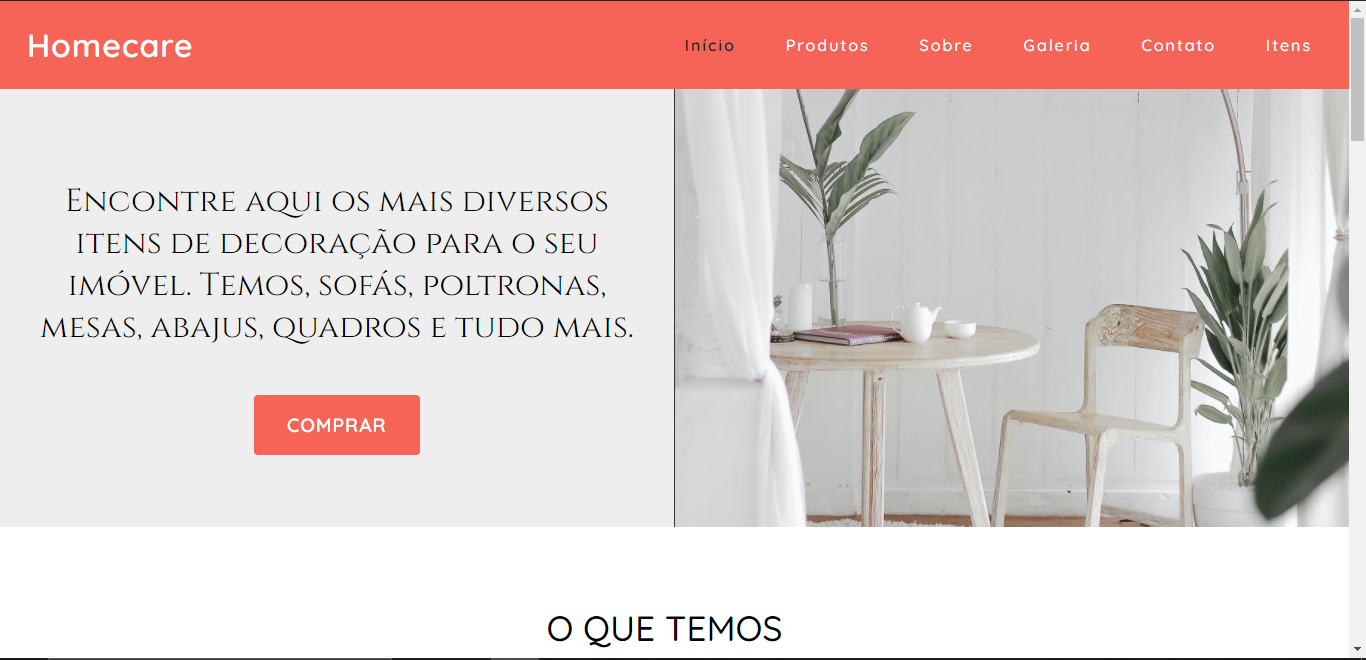 Homecare
Início Produtos Sobre Galeria Contato Itens
Encontre aqui os mais diversos
itens de decoração para o seu
imóvel. Temos, sofás, poltronas,
mesas, abajus, quadros e tudo mais.
COMPRAR
O QUE TEMOS